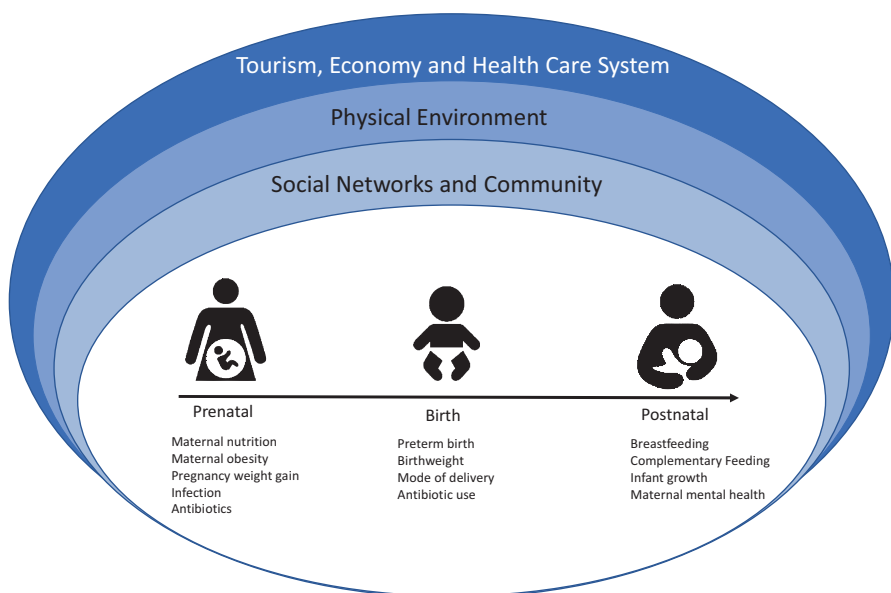 Tourism, Economy and Health Care System
Physical Environment
Social Networks and Community
Prenatal
Maternal nutrition
Maternal obesity
Pregnancy weight gain
Infection
Antibiotics
Birth
Preterm birth
Birthweight
Mode of delivery
Antibiotic use
Postnatal
Breastfeeding
Complementary Feeding
Infant growth
Maternal mental health